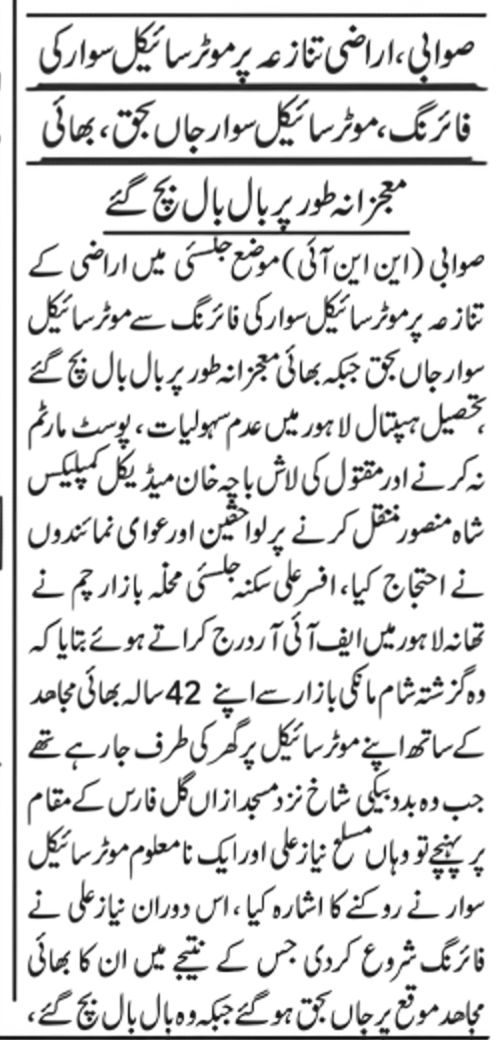 صوابی، اراضی تنازعہ پر موٹر سائیکل سوار کی
فائرنگ، موٹر سائیکل سوار جاں بحق، بھائی
معجزانہ طور پر بال بال بچ گئے
صوابی (این این آئی) موضع جلسئی میں اراضی کے
تنازعہ پر موٹر سائیکل سوار کی فائرنگ سے موٹر سائیکل
سوار جاں بحق جبکہ بھائی معجزانہ طور پر بال بال بچ گئے
،تحصیل ہسپتال لاہور میں عدم سہولیات، پوسٹ مارٹم
نہ کرنے اور مقتول کی لاش باچہ خان میڈیکل کمپلیکس
شاہ منصور منتقل کرنے پر لواحقین اور عوای نمائندوں
نے احتجاج کیا، افسر علی سکنہ جلسئی محلہ بازار چم نے
تھانہ لاہور میں ایف آئی آر درج کراتے ہوئے بتایا کہ
وہ گزشتہ شام مانکی بازار سے اپنے 42 سالہ بھائی مجاھد
کے ساتھ اپنے موٹر سائیکل پر گھر کی طرف جارہے تھے
جب وہ بدو بیکی شاخ نزد مسجد ازاں گل فارس کے مقام
پر پہنچے تو وہاں مسلح نیاز علی اور ایک نا معلوم موٹر سائیکل
سوار نے روکنے کا اشارہ کیا، اس دوران نیاز علی نے
فائرنگ شروع کردی جس کے نتیجے میں ان کا بھائی
مجاھد موقع پر جاں بحق ہوگئے جبکہ وہ بال بال بچ گئے،